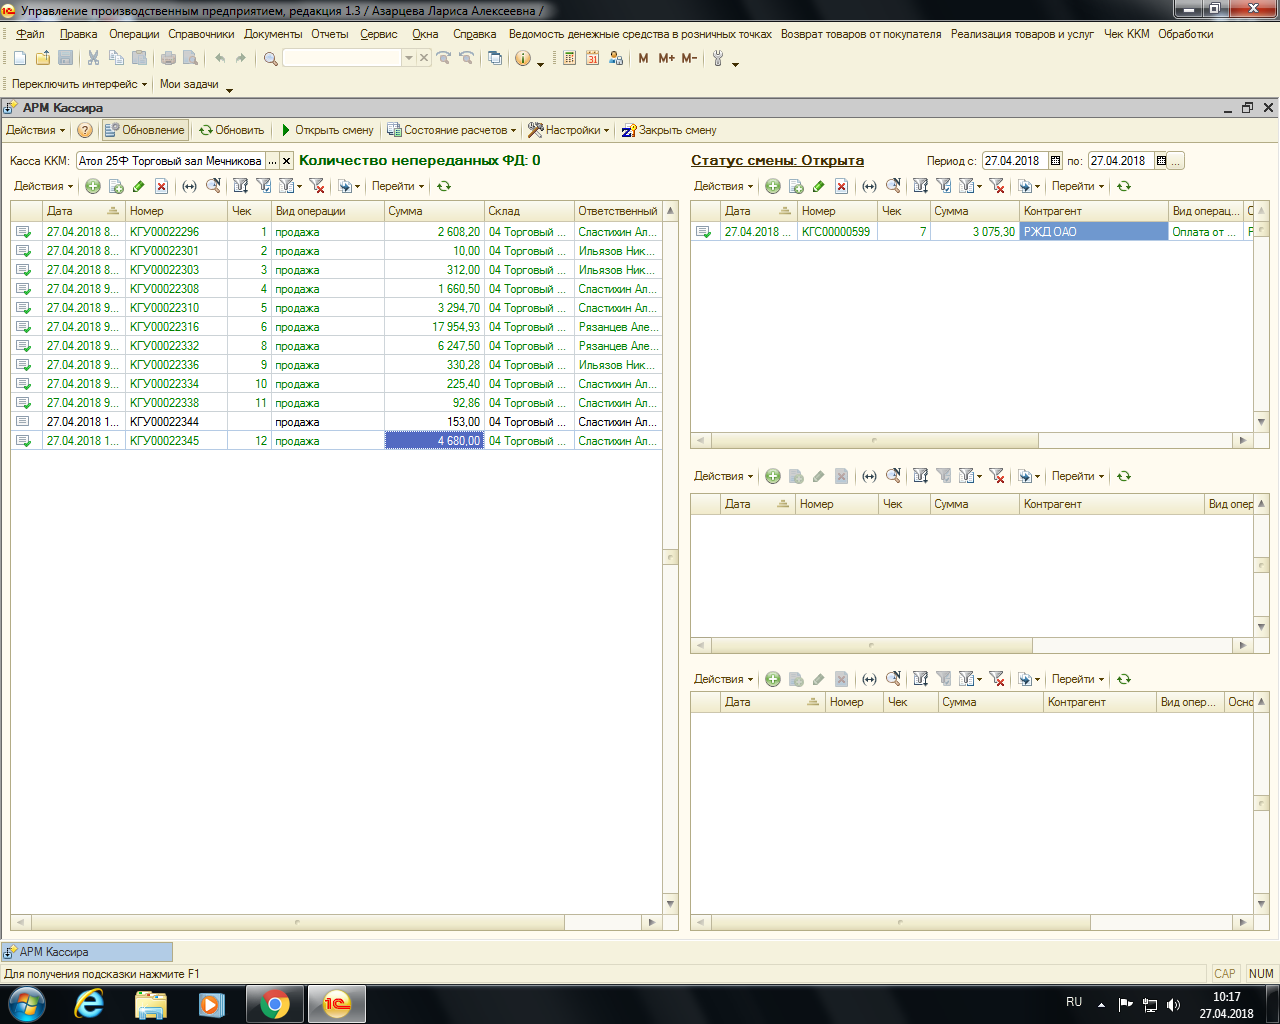 Управление производственным предприятием, редакция 1.3 / Азарцева Лариса Алексеевна /
Файл Правка Операции Справочники Документы Отчеты Сервис Окна Справка Ведомость денежные средства в розничных точках Возврат товаров от покупателя Реализация товаров и услуг Чек ККМ Обработки
M M+ M-
Переключить интерфейс Мои задачи
АРМ Кассира
Действия Обновление Обновить Открыть смену Состояние расчетов Настройки Закрыть смену
Касса ККМ: Атол 25Ф Торговый зал Мечникова ... × Количество непереданных ФД: 0
Действия Перейти
Дата Номер Чек Вид операции Сумма Склад Ответственный
27.04.2018 8... КГУ00022296 1 продажа 2 608,20 04 Торговый ... Сластихин Ал...
27.04.2018 8... КГУ00022301 2 продажа 10,00 04 Торговый ... Ильязов Ник...
27.04.2018 8... КГУ00022303 3 продажа 312,00 04 Торговый ... Ильязов Ник...
27.04.2018 9... КГУ00022308 4 продажа 1 660,50 04 Торговый ... Сластихин Ал...
27.04.2018 9... КГУ00022310 5 продажа 3 294,70 04 Торговый ... Сластихин Ал...
27.04.2018 9... КГУ00022316 6 продажа 17 954,93 04 Торговый ... Рязанцев Але...
27.04.2018 9... КГУ00022332 8 продажа 6 247,50 04 Торговый ... Рязанцев Але...
27.04.2018 9... КГУ00022336 9 продажа 330,28 04 Торговый ... Ильязов Ник...
27.04.2018 9... КГУ00022334 10 продажа 225,40 04 Торговый ... Сластихин Ал...
27.04.2018 9... КГУ00022338 11 продажа 92,86 04 Торговый ... Сластихин Ал...
27.04.2018 1... КГУ00022344 продажа 153,00 04 Торговый ... Сластихин Ал...
27.04.2018 1... КГУ00022345 12 продажа 4 680,00 04 Торговый ... Сластихин Ал...
Статус смены: Открыта Период с: 27.04.2018 по: 27.04.2018 ...
Действия Перейти
Дата Номер Чек Сумма Контрагент Вид операц...
27.04.2018 ... КГС00000599 7 3 075,30 РЖД ОАО Оплата от ...
Действия Перейти
Дата Номер Чек Сумма Контрагент Вид опер
Действия Перейти
Дата Номер Чек Сумма Контрагент Вид опер... Осно
АРМ Кассира
Для получения подсказки нажмите F1 CAP NUM
RU 10:17
27.04.2018